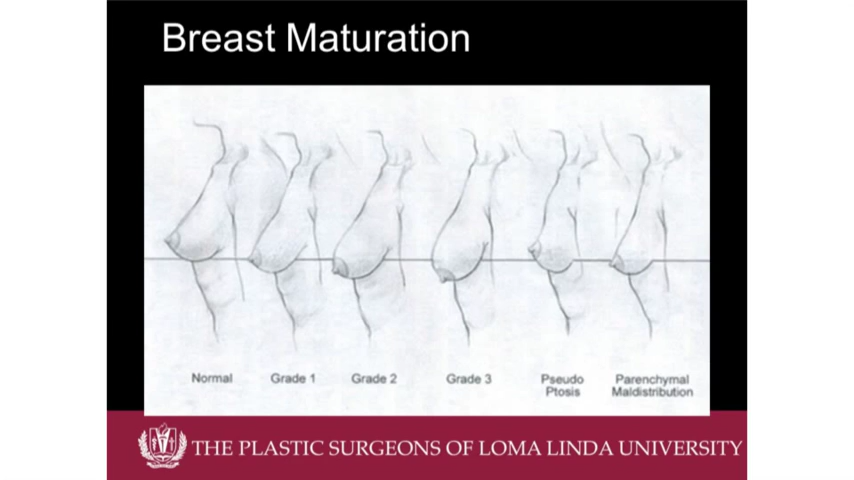 Breast Maturation
Normal
Grade 1
Grade 2
Grade 3
Pseudo
Ptosis
Parenchymal
Maldistribution
THE PLASTIC SURGEONS OF LOMA LINDA UNIVERSITY